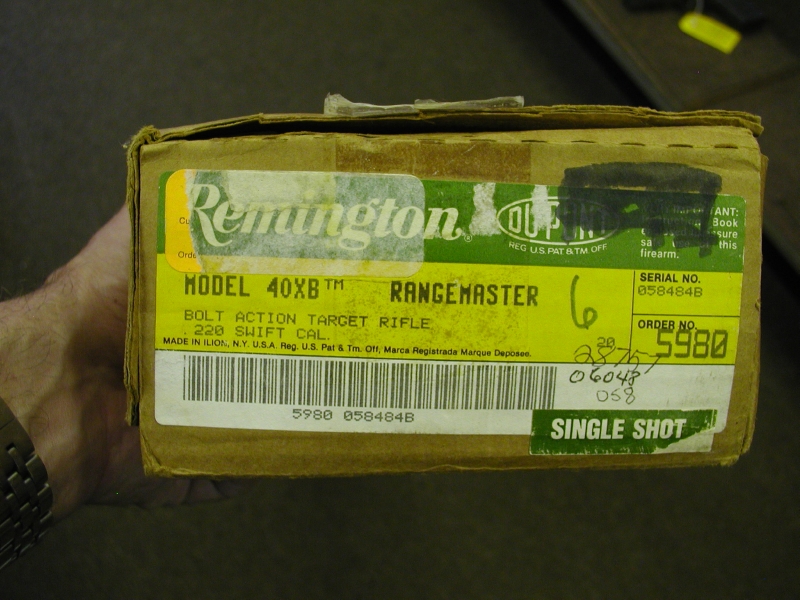 Remington®
DU PONT
REG. U.S. PAT. & TM. OFF.
Book
this
firearm.
MODEL 40XB™ RANGEMASTER
BOLT ACTION TARGET RIFLE
.220 SWIFT CAL.
MADE IN ILION, N.Y. U.S.A. Reg. U.S. Pat & Tm. Off, Marca Registrada Marque Deposee.
6
SERIAL NO.
058484B
ORDER NO.
5980
20
06048
058
5980 058484B
SINGLE SHOT